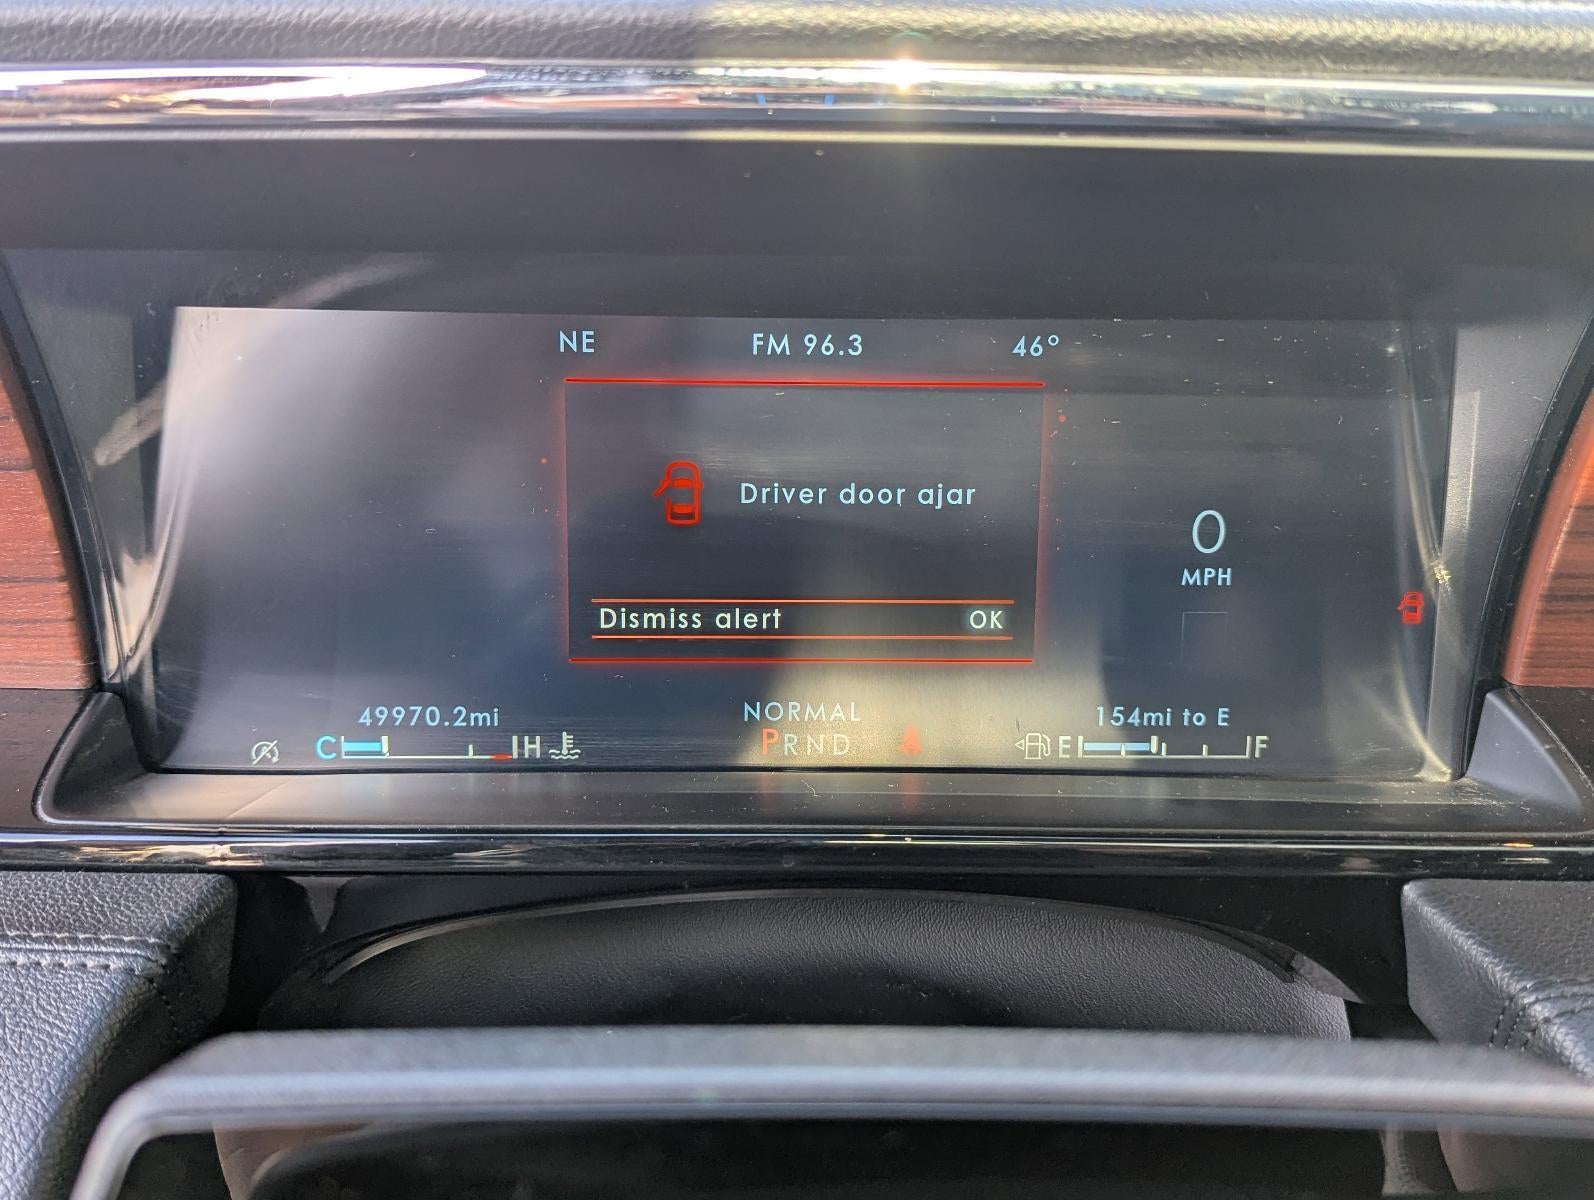 NE FM 96.3 46°
Driver door ajar
0
MPH
Dismiss alert OK
49970.2mi NORMAL 154mi to E
C H PRND E F